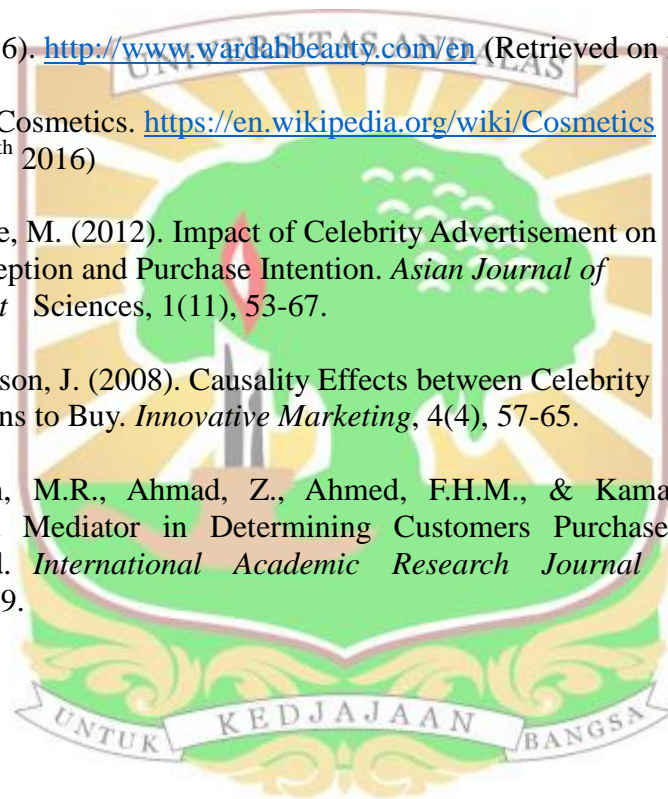 6). http://www.wardahbeauty.com/en (Retrieved on
UNIVERSITAS ANDALAS
Cosmetics. https://en.wikipedia.org/wiki/Cosmetics
th 2016)
e, M. (2012). Impact of Celebrity Advertisement on
eption and Purchase Intention. Asian Journal of
t Sciences, 1(11), 53-67.
son, J. (2008). Causality Effects between Celebrity
ns to Buy. Innovative Marketing, 4(4), 57-65.
, M.R., Ahmad, Z., Ahmed, F.H.M., & Kama
Mediator in Determining Customers Purchase
d. International Academic Research Journal
9.
UNTUK KEDJAJAAN BANGSA